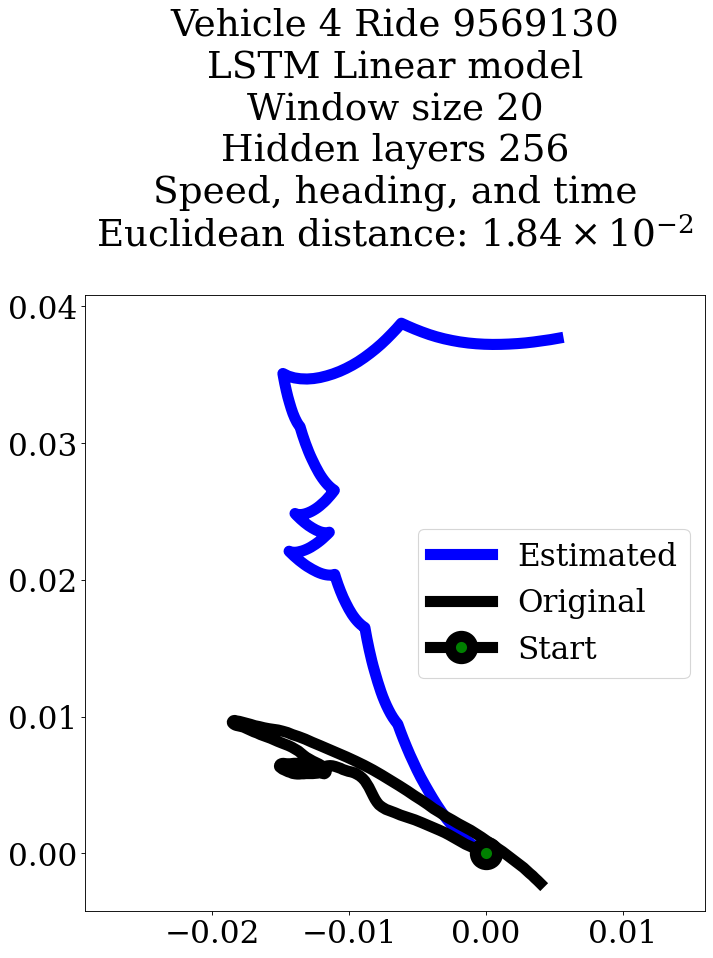 Vehicle 4 Ride 9569130
LSTM Linear model
Window size 20
Hidden layers 256
Speed, heading, and time
Euclidean distance: 1.84 × 10⁻²
0.04
0.03
0.02
0.01
0.00
Estimated
Original
Start
−0.02 −0.01 0.00 0.01